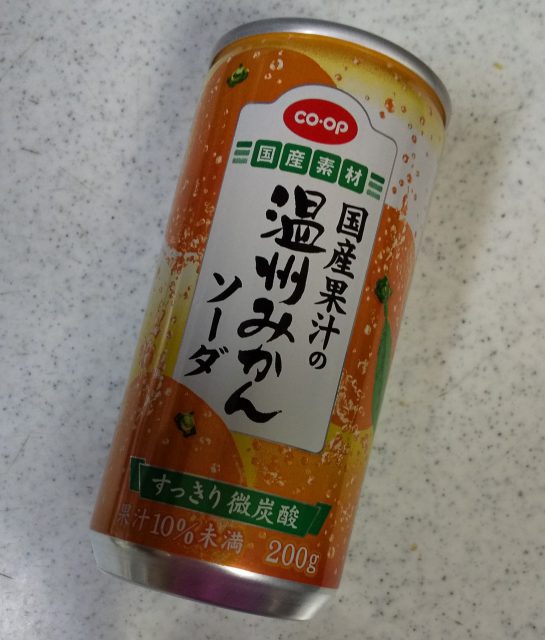 CO·OP
国産素材
国産果汁の
温州みかん
ソーダ
すっきり微炭酸
果汁10%未満 200g